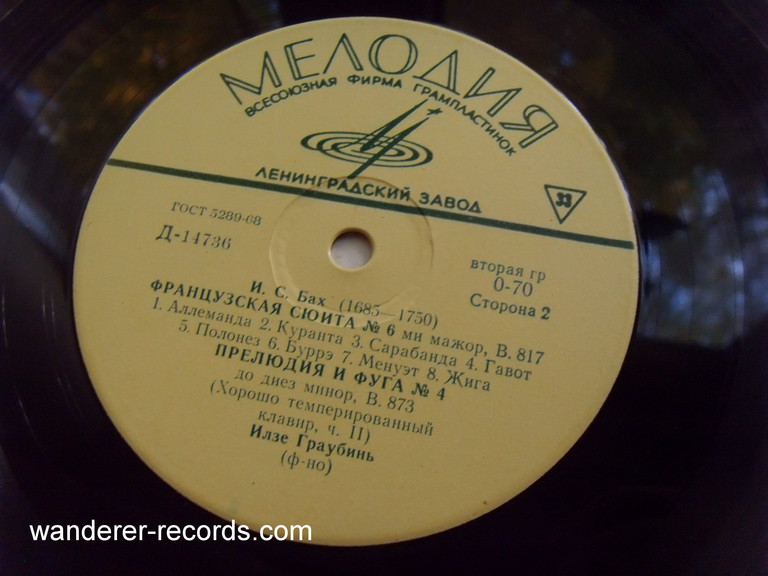 МЕЛОДИЯ
ВСЕСОЮЗНАЯ ФИРМА ГРАМПЛАСТИНОК
ЛЕНИНГРАДСКИЙ ЗАВОД
33
ГОСТ 5289-68
Д-14736
вторая гр
0-70
Сторона 2
И. С. Бах (1685—1750)
ФРАНЦУЗСКАЯ СЮИТА № 6 ми мажор, В. 817
1. Аллеманда 2. Куранта 3. Сарабанда 4. Гавот
5. Полонез 6. Буррэ 7. Менуэт 8. Жига
ПРЕЛЮДИЯ И ФУГА № 4
до диез минор, В. 873
(Хорошо темперированный
клавир, ч. II)
Илзе Граубинь
(ф-но)
wanderer-records.com